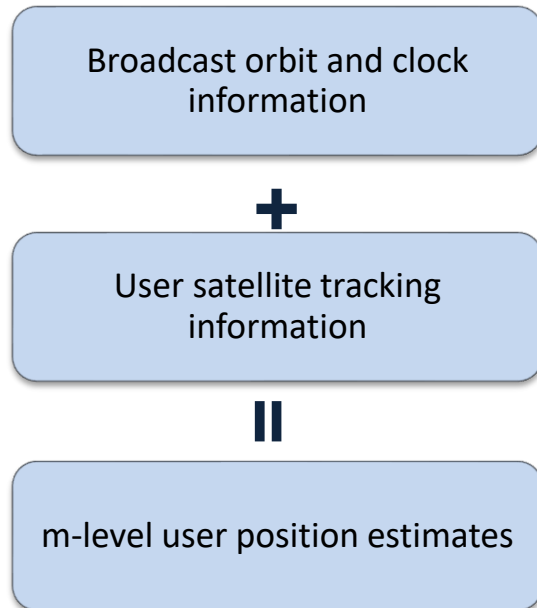 Broadcast orbit and clock
information
+
User satellite tracking
information
=
m-level user position estimates